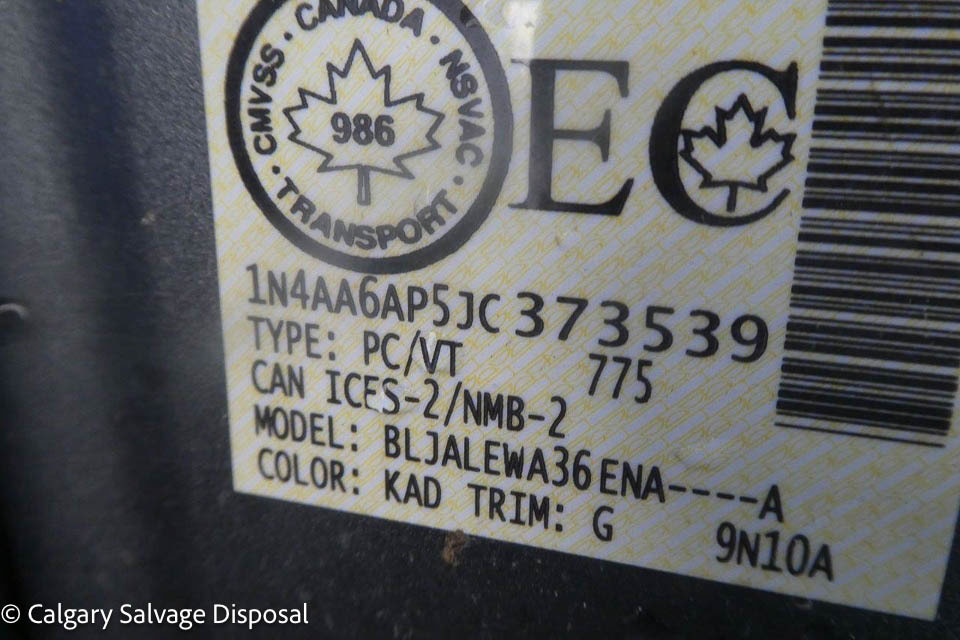 CANADA · NSVAC · TRANSPORT · CMVSS ·
986
EC
1N4AA6AP5JC373539
TYPE: PC/VT 775
CAN ICES-2/NMB-2
MODEL: BLJALEWA36ENA----A
COLOR: KAD TRIM: G 9N10A
© Calgary Salvage Disposal